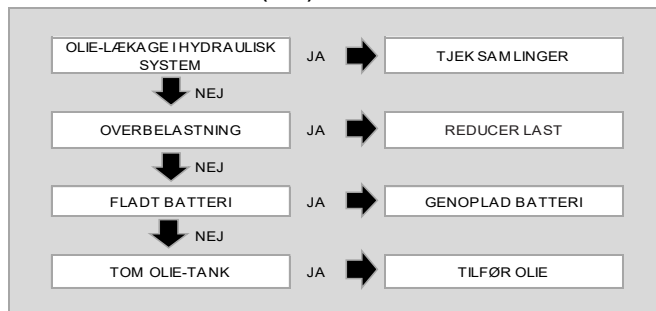 OLIE-LÆKAGE I HYDRAULISK
SYSTEM
JA
TJEK SAMLINGER
NEJ
OVERBELASTNING
JA
REDUCER LAST
NEJ
FLADT BATTERI
JA
GENOPLAD BATTERI
NEJ
TOM OLIE-TANK
JA
TILFØR OLIE